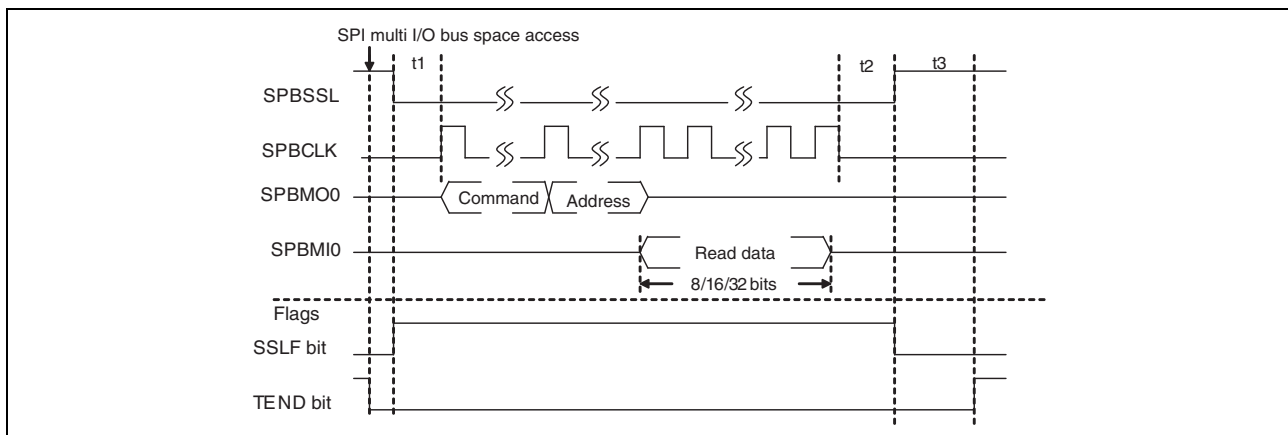 SPI multi I/O bus space access
t1
t2
t3
SPBSSL
SPBCLK
SPBMO0
Command
Address
SPBMI0
Read data
8/16/32 bits
Flags
SSLF bit
TEND bit